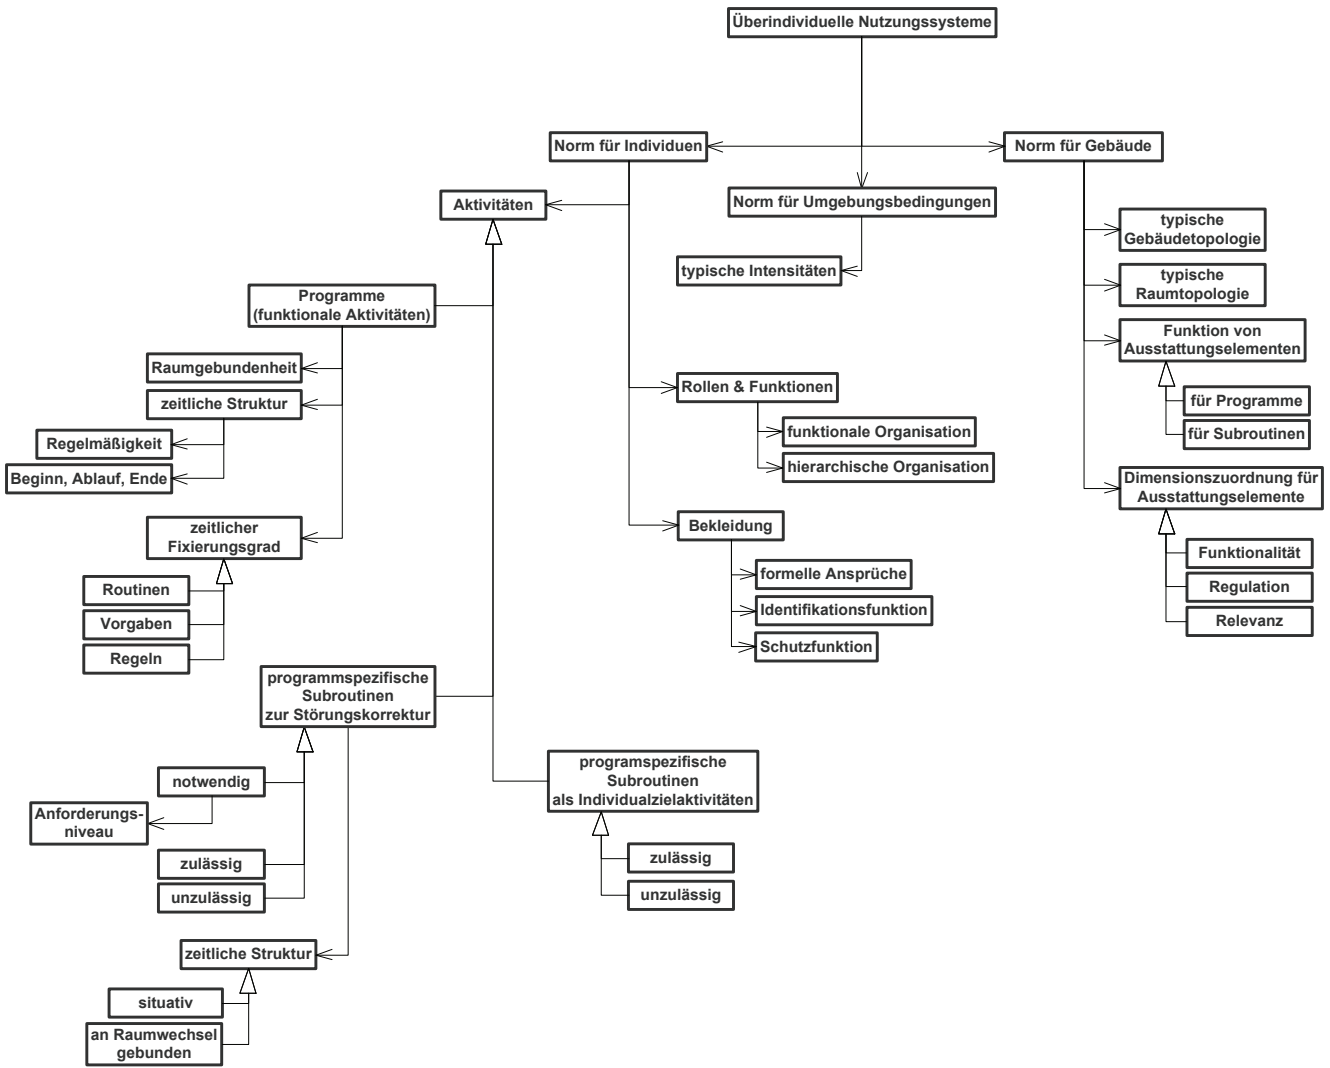 Überindividuelle Nutzungssysteme
Norm für Individuen
Norm für Gebäude
Norm für Umgebungsbedingungen
typische Intensitäten
Aktivitäten
Programme
(funktionale Aktivitäten)
Raumgebundenheit
zeitliche Struktur
Regelmäßigkeit
Beginn, Ablauf, Ende
zeitlicher
Fixierungsgrad
Routinen
Vorgaben
Regeln
programmspezifische
Subroutinen
zur Störungskorrektur
notwendig
Anforderungs-
niveau
zulässig
unzulässig
zeitliche Struktur
situativ
an Raumwechsel
gebunden
programspezifische
Subroutinen
als Individualzielaktivitäten
zulässig
unzulässig
Rollen & Funktionen
funktionale Organisation
hierarchische Organisation
Bekleidung
formelle Ansprüche
Identifikationsfunktion
Schutzfunktion
typische
Gebäudetopologie
typische
Raumtopologie
Funktion von
Ausstattungselementen
für Programme
für Subroutinen
Dimensionszuordnung für
Ausstattungselemente
Funktionalität
Regulation
Relevanz